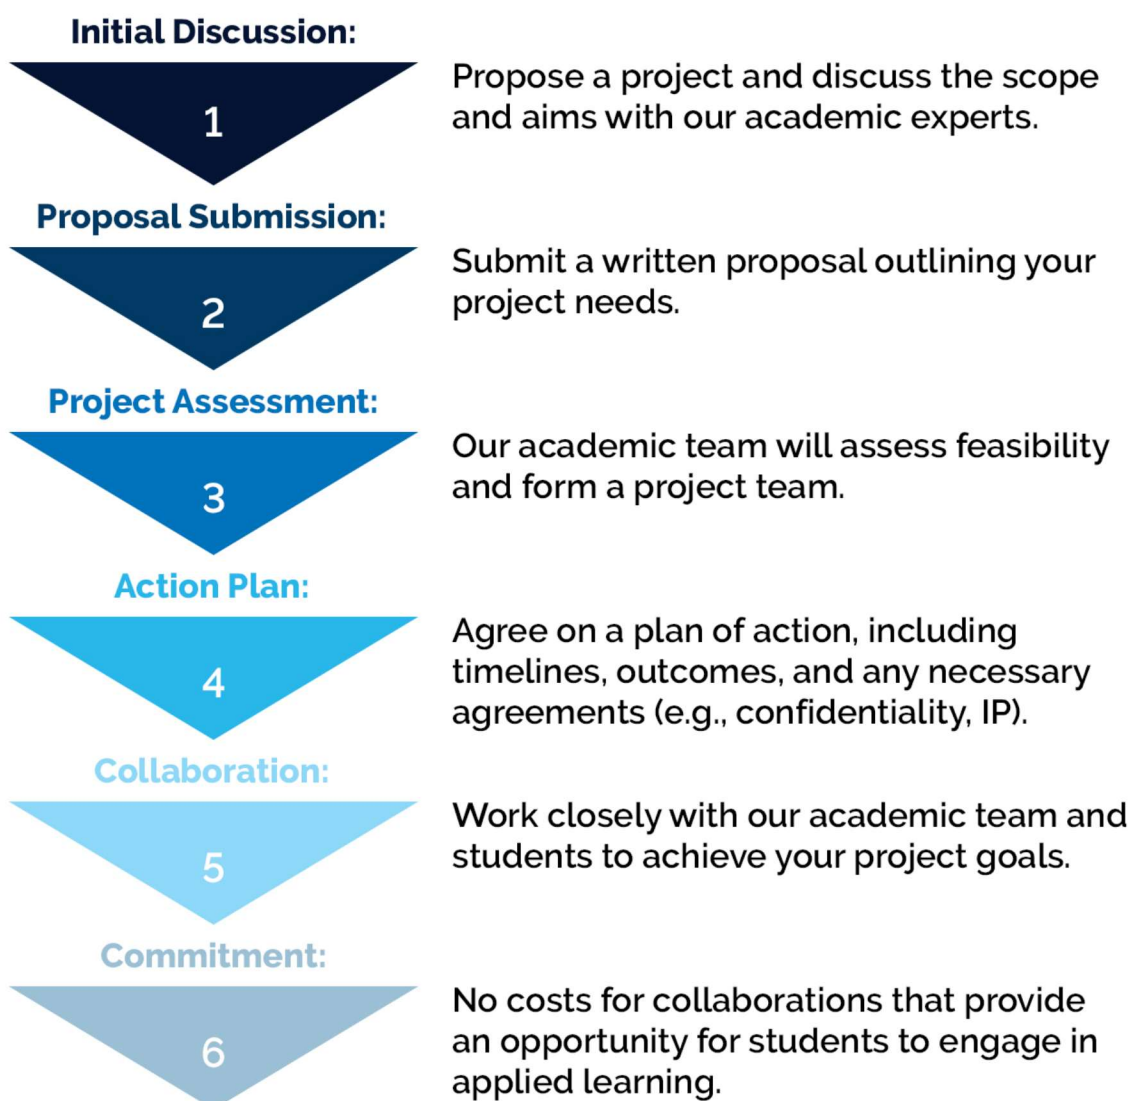 Initial Discussion:
1
Propose a project and discuss the scope
and aims with our academic experts.
Proposal Submission:
2
Submit a written proposal outlining your
project needs.
Project Assessment:
3
Our academic team will assess feasibility
and form a project team.
Action Plan:
4
Agree on a plan of action, including
timelines, outcomes, and any necessary
agreements (e.g., confidentiality, IP).
Collaboration:
5
Work closely with our academic team and
students to achieve your project goals.
Commitment:
6
No costs for collaborations that provide
an opportunity for students to engage in
applied learning.